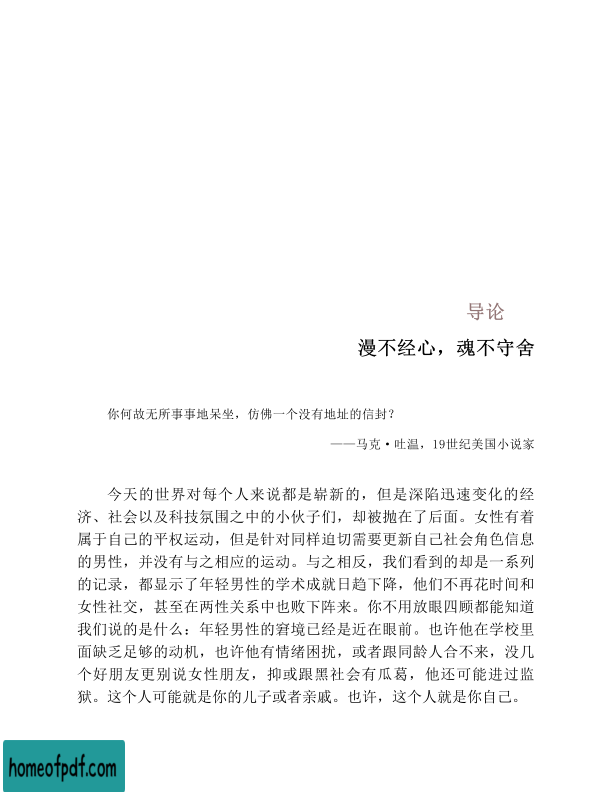 导论
漫不经心，魂不守舍
你何故无所事事地呆坐，仿佛一个没有地址的信封？
——马克·吐温，19世纪美国小说家
今天的世界对每个人来说都是崭新的，但是深陷迅速变化的经
济、社会以及科技氛围之中的小伙子们，却被抛在了后面。女性有着
属于自己的平权运动，但是针对同样迫切需要更新自己社会角色信息
的男性，并没有与之相应的运动。与之相反，我们看到的却是一系列
的记录，都显示了年轻男性的学术成就日趋下降，他们不再花时间和
女性社交，甚至在两性关系中也败下阵来。你不用放眼四顾都能知道
我们说的是什么：年轻男性的窘境已经是近在眼前。也许他在学校里
面缺乏足够的动机，也许他有情绪困扰，或者跟同龄人合不来，没几
个好朋友更别说女性朋友，抑或跟黑社会有瓜葛，他还可能进过监
狱。这个人可能就是你的儿子或者亲戚。也许，这个人就是你自己。
homeofpdf.com